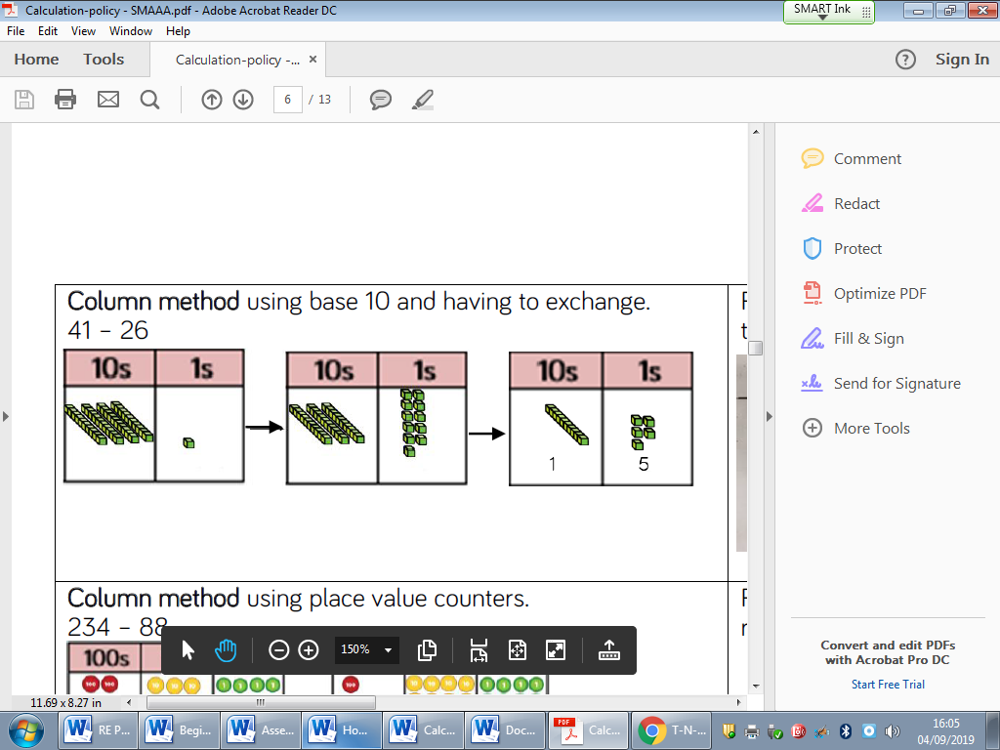 Calculation-policy - SMAAA.pdf - Adobe Acrobat Reader DC
SMART Ink
File Edit View Window Help
Home Tools Calculation-policy -... × Sign In
6 / 13
Comment
Redact
Protect
Optimize PDF
Fill & Sign
Send for Signature
More Tools
Column method using base 10 and having to exchange.
41 – 26
10s 1s
10s 1s
10s 1s
1 5
Column method using place value counters.
234 – 88
100s
150%
Convert and edit PDFs
with Acrobat Pro DC
Start Free Trial
11.69 x 8.27 in
RE P... Begi... Asse... Ho... Calc... Doc... PDF Calc... T-N-...
16:05
04/09/2019